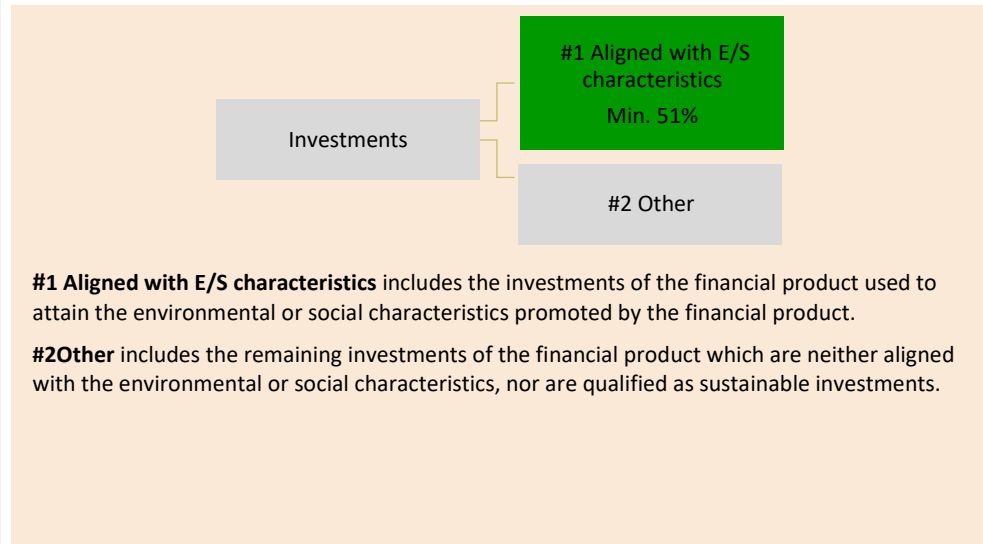 #1 Aligned with E/S
characteristics
Min. 51%
Investments
#2 Other
#1 Aligned with E/S characteristics includes the investments of the financial product used to
attain the environmental or social characteristics promoted by the financial product.
#2Other includes the remaining investments of the financial product which are neither aligned
with the environmental or social characteristics, nor are qualified as sustainable investments.